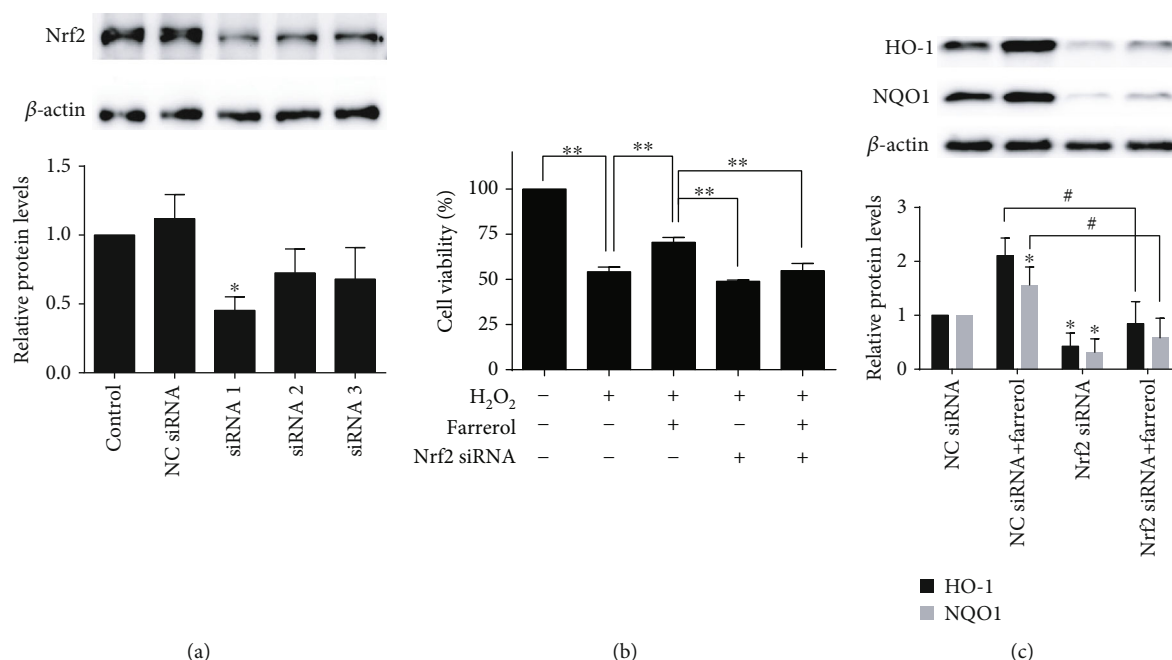 Nrf2
β-actin
Relative protein levels
1.5
1.0
0.5
0.0
*
Control
NC siRNA
siRNA 1
siRNA 2
siRNA 3
(a)
Cell viability (%)
100
75
50
25
0
**
**
**
**
H₂O₂ − + + + +
Farrerol − − + − +
Nrf2 siRNA − − − + +
(b)
HO-1
NQO1
β-actin
Relative protein levels
3
2
1
0
#
#
*
* *
NC siRNA
NC siRNA+farrerol
Nrf2 siRNA
Nrf2 siRNA+farrerol
HO-1
NQO1
(c)